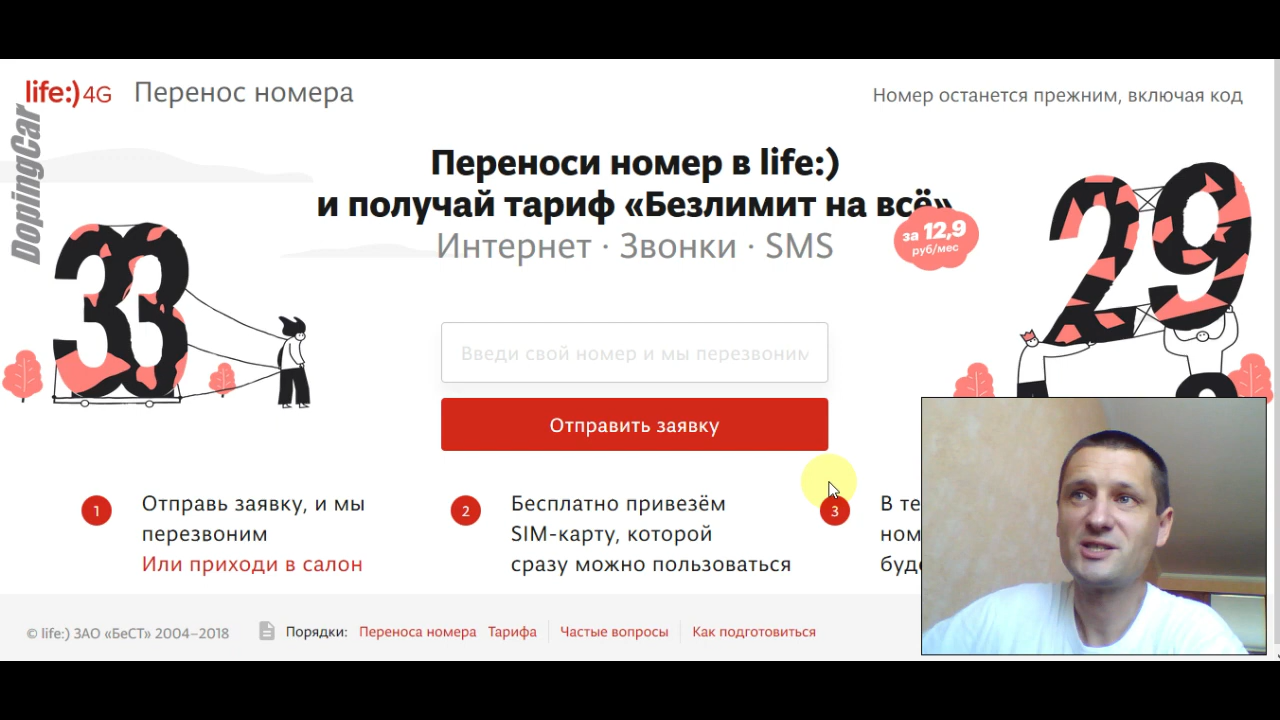 life:) 4G Перенос номера
Номер останется прежним, включая код
DopingCar
Переноси номер в life:)
и получай тариф «Безлимит на всё»
Интернет · Звонки · SMS
за 12,9
руб/мес
33
29
Введи свой номер и мы перезвоним
Отправить заявку
1
Отправь заявку, и мы
перезвоним
Или приходи в салон
2
Бесплатно привезём
SIM-карту, которой
сразу можно пользоваться
3
В те
ном
буд
© life:) ЗАО «БеСТ» 2004–2018
Порядки: Переноса номера Тарифа Частые вопросы Как подготовиться